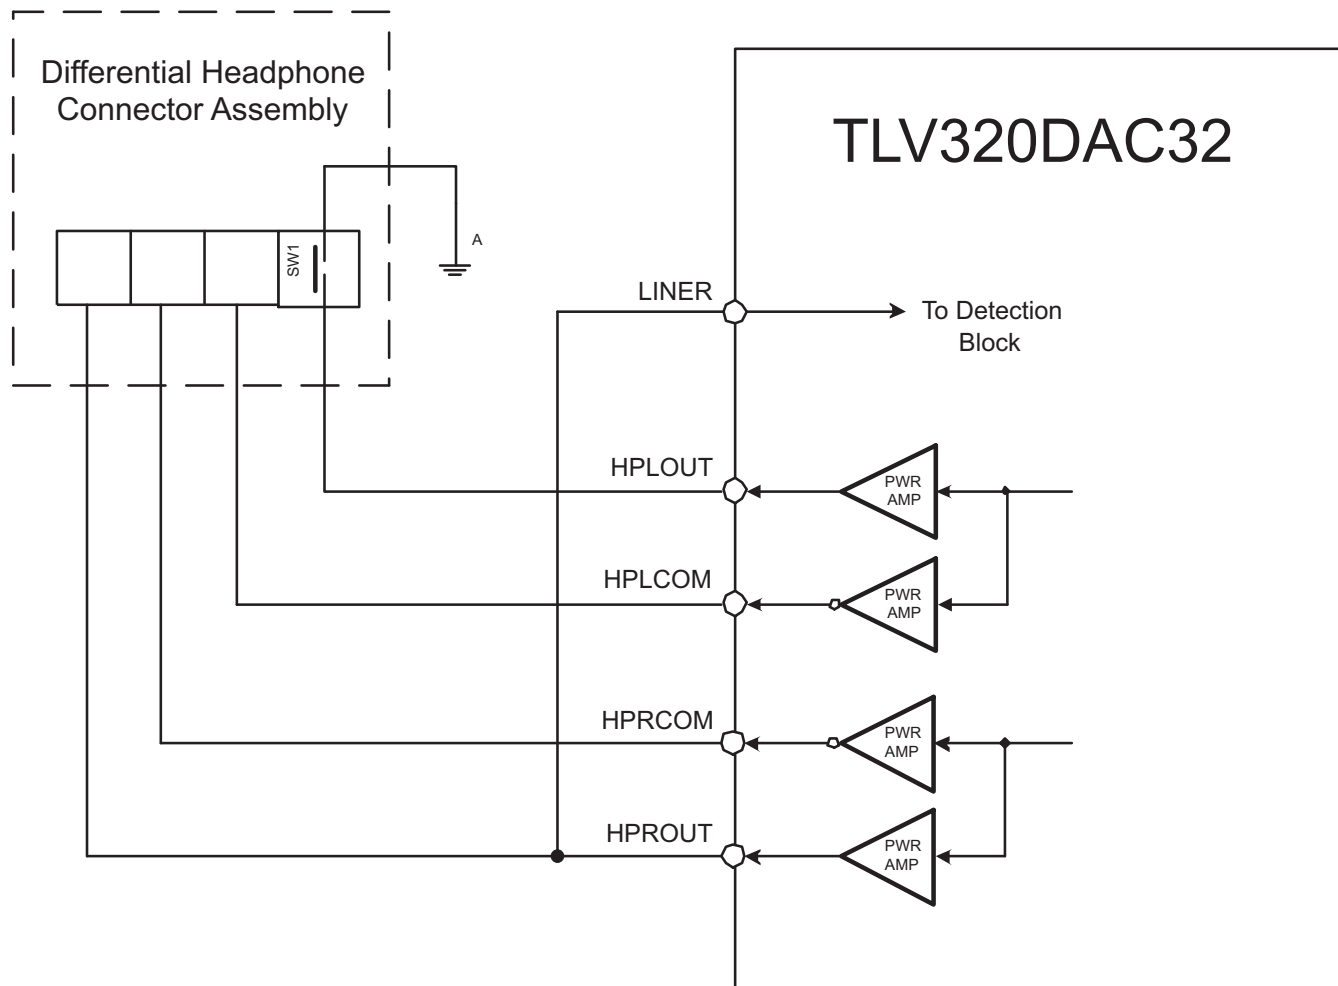 Differential Headphone
Connector Assembly
TLV320DAC32
SW1
A
LINER
To Detection
Block
HPLOUT
PWR
AMP
HPLCOM
PWR
AMP
HPRCOM
PWR
AMP
HPROUT
PWR
AMP